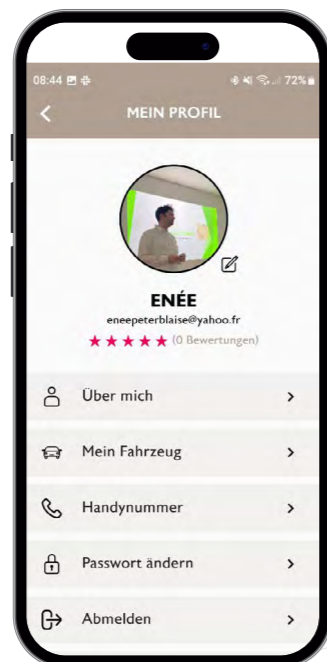 08:44 72%
MEIN PROFIL
ENÉE
eneepeterblaise@yahoo.fr
(0 Bewertungen)
Über mich
Mein Fahrzeug
Handynummer
Passwort ändern
Abmelden